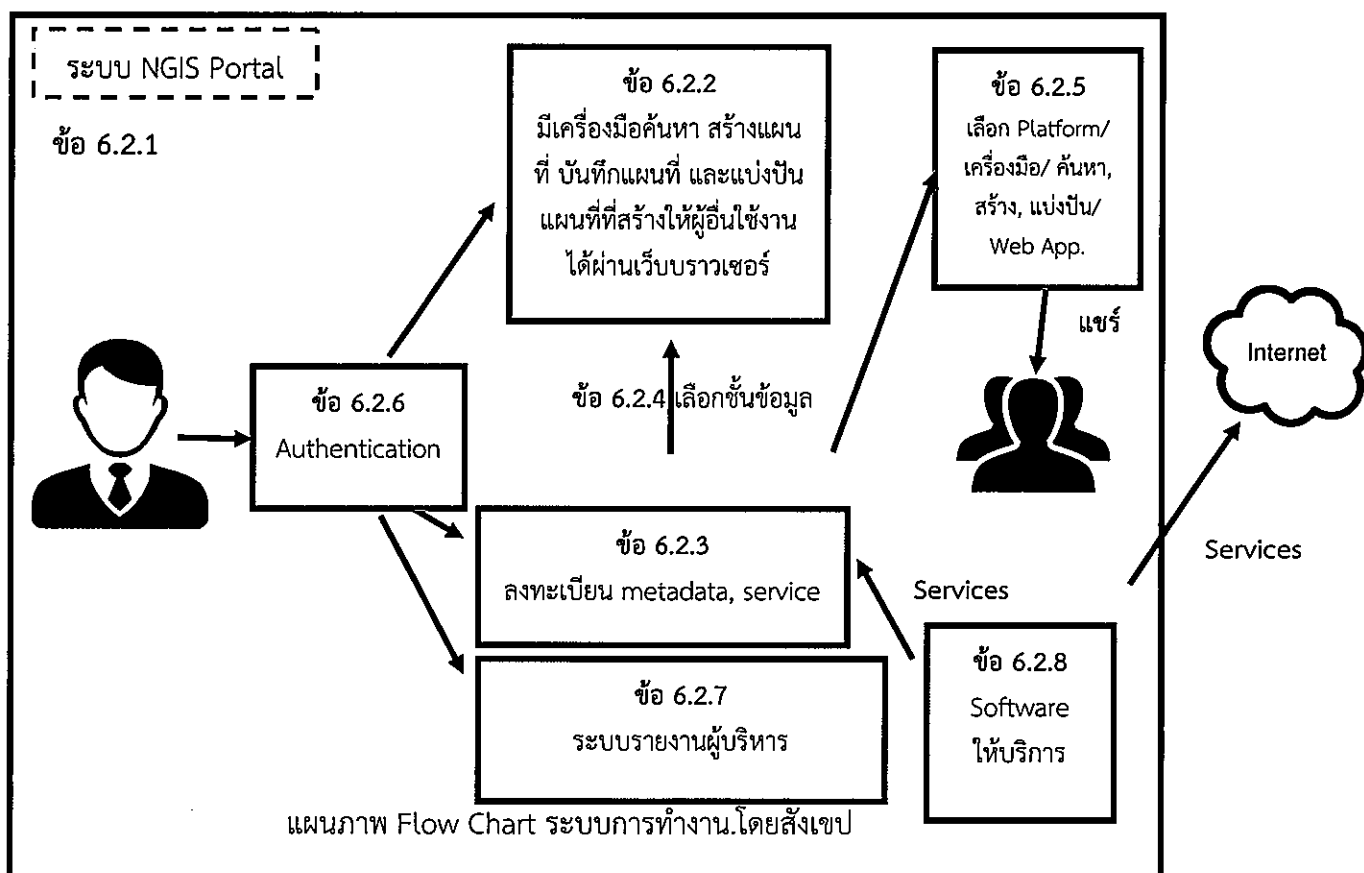 ระบบ NGIS Portal
ข้อ 6.2.1
ข้อ 6.2.2
มีเครื่องมือค้นหา สร้างแผน
ที่ บันทึกแผนที่ และแบ่งปัน
แผนที่ที่สร้างให้ผู้อื่นใช้งาน
ได้ผ่านเว็บบราวเซอร์
ข้อ 6.2.5
เลือก Platform/
เครื่องมือ/ ค้นหา,
สร้าง, แบ่งปัน/
Web App.
แชร์
Internet
ข้อ 6.2.6
Authentication
ข้อ 6.2.4 เลือกชั้นข้อมูล
ข้อ 6.2.3
ลงทะเบียน metadata, service
Services
Services
ข้อ 6.2.7
ระบบรายงานผู้บริหาร
ข้อ 6.2.8
Software
ให้บริการ
แผนภาพ Flow Chart ระบบการทำงาน.โดยสังเขป